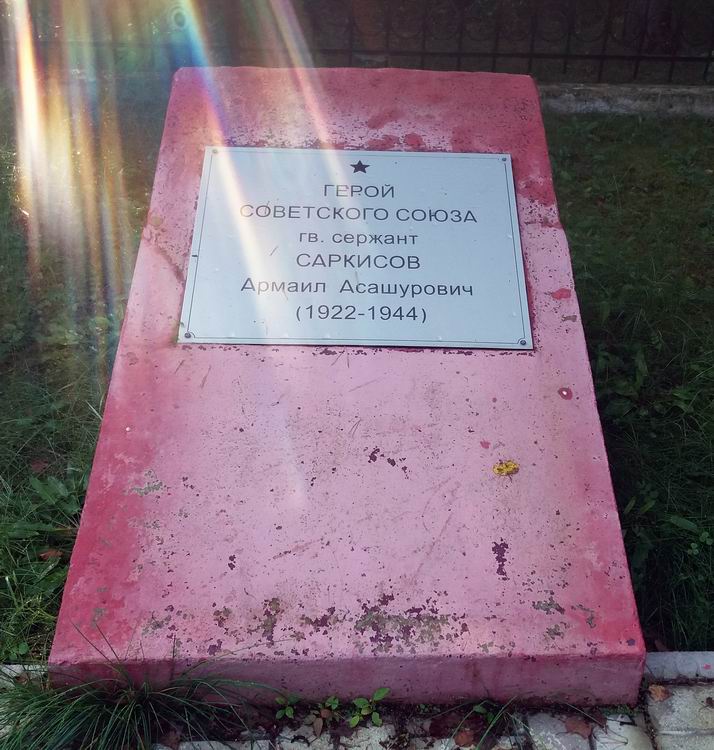 ГЕРОЙ
СОВЕТСКОГО СОЮЗА
гв. сержант
САРКИСОВ
Армаил Асашурович
(1922-1944)